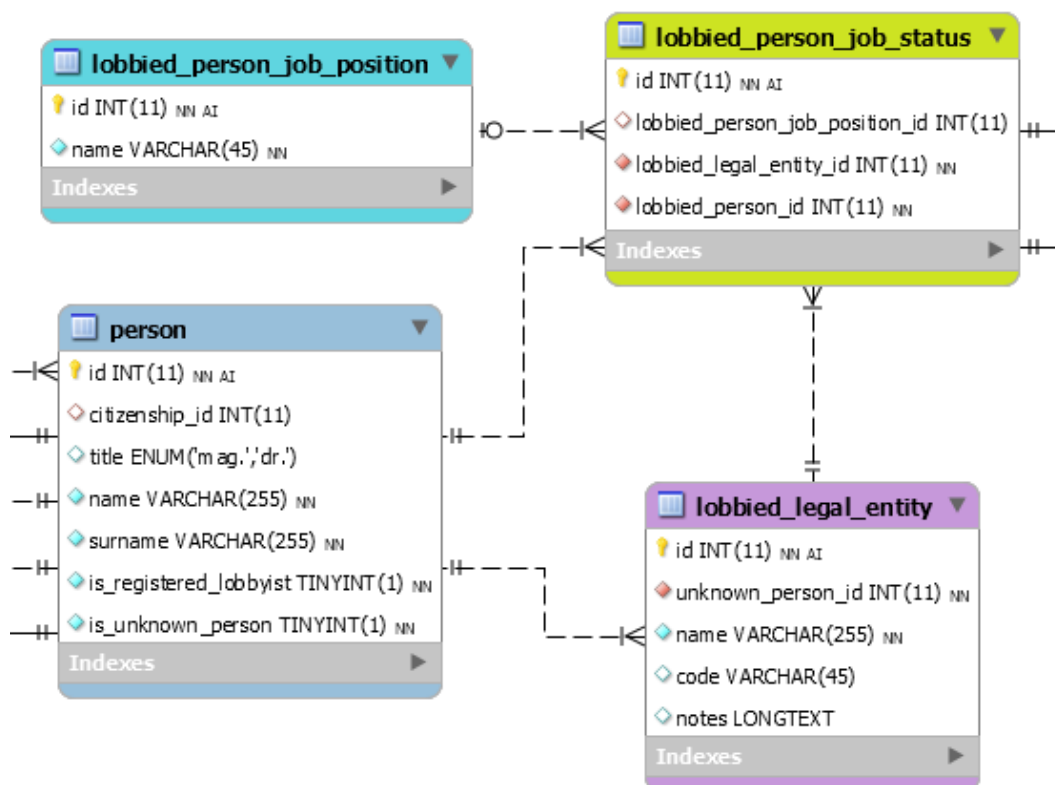 lobbied_person_job_position
id INT(11) NN AI
name VARCHAR(45) NN
Indexes
lobbied_person_job_status
id INT(11) NN AI
lobbied_person_job_position_id INT(11)
lobbied_legal_entity_id INT(11) NN
lobbied_person_id INT(11) NN
Indexes
person
id INT(11) NN AI
citizenship_id INT(11)
title ENUM('mag.','dr.')
name VARCHAR(255) NN
surname VARCHAR(255) NN
is_registered_lobbyist TINYINT(1) NN
is_unknown_person TINYINT(1) NN
Indexes
lobbied_legal_entity
id INT(11) NN AI
unknown_person_id INT(11) NN
name VARCHAR(255) NN
code VARCHAR(45)
notes LONGTEXT
Indexes